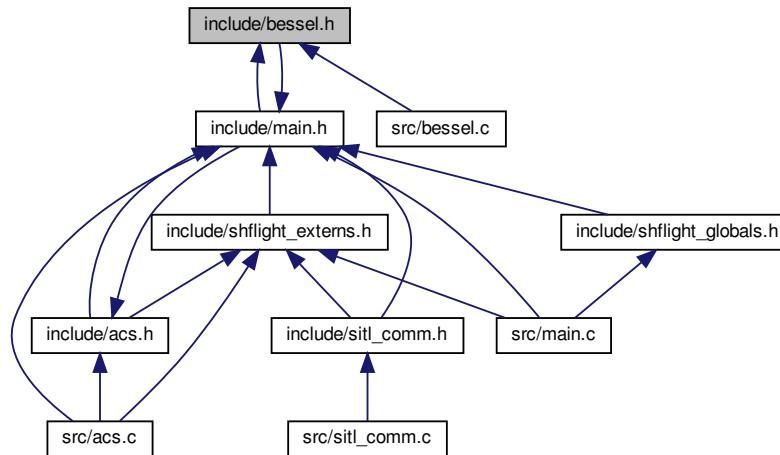 include/bessel.h
include/main.h
src/bessel.c
include/shflight_externs.h
include/shflight_globals.h
include/acs.h
include/sitl_comm.h
src/main.c
src/acs.c
src/sitl_comm.c